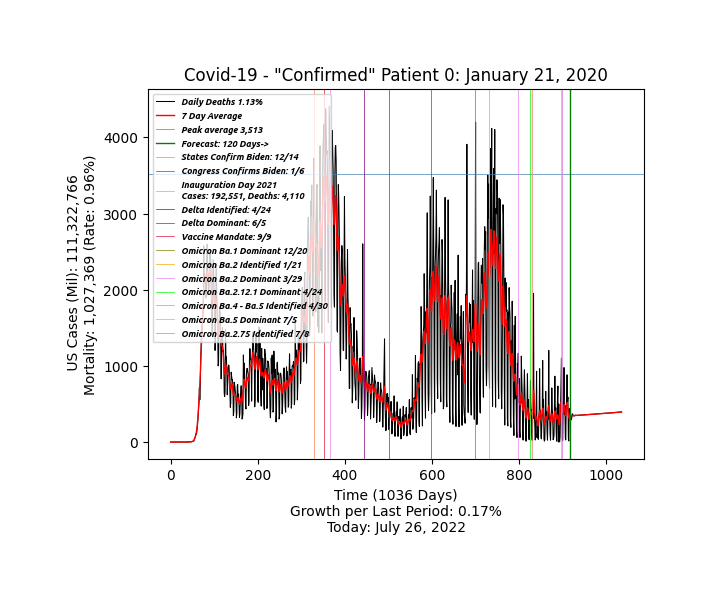 Covid-19 - "Confirmed" Patient 0: January 21, 2020
Daily Deaths 1.13%
7 Day Average
Peak average 3,513
Forecast: 120 Days->
States Confirm Biden: 12/14
Congress Confirms Biden: 1/6
Inauguration Day 2021
Cases: 192,551, Deaths: 4,110
Delta Identified: 4/24
Delta Dominant: 6/5
Vaccine Mandate: 9/9
Omicron Ba.1 Dominant 12/20
Omicron Ba.2 Identified 1/21
Omicron Ba.2 Dominant 3/29
Omicron Ba.2.12.1 Dominant 4/24
Omicron Ba.4 - Ba.5 Identified 4/30
Omicron Ba.5 Dominant 7/5
Omicron Ba.2.75 Identified 7/8
4000
3000
2000
1000
0
US Cases (Mil): 111,322,766
Mortality: 1,027,369 (Rate: 0.96%)
0 200 400 600 800 1000
Time (1036 Days)
Growth per Last Period: 0.17%
Today: July 26, 2022